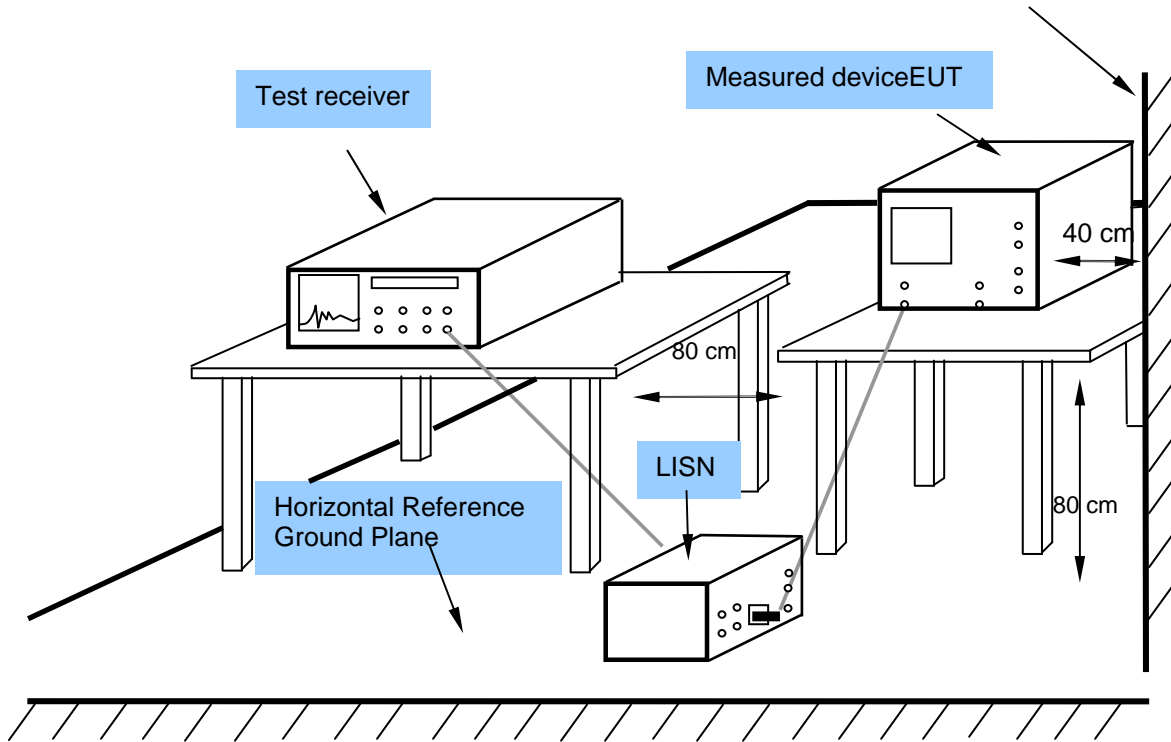 Measured deviceEUT
Test receiver
40 cm
80 cm
LISN
Horizontal Reference
Ground Plane
80 cm